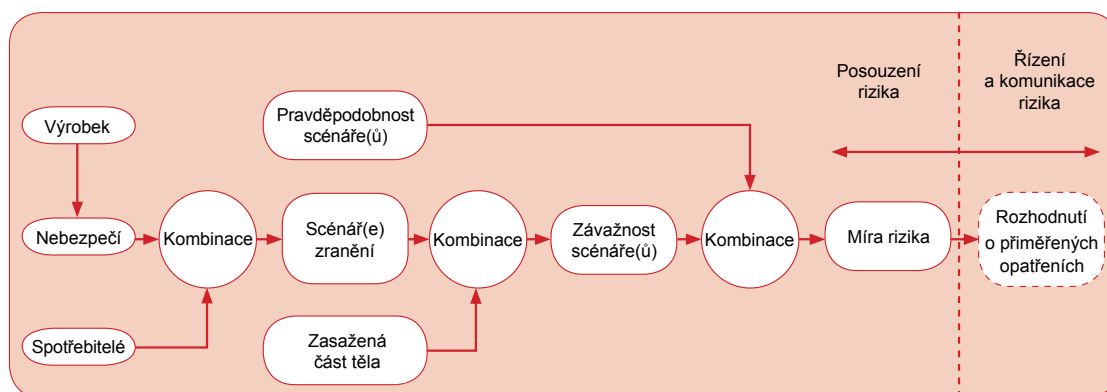 Posouzení
rizika
Řízení
a komunikace
rizika
Pravděpodobnost
scénáře(ů)
Výrobek
Nebezpečí
Kombinace
Scénář(e)
zranění
Kombinace
Závažnost
scénáře(ů)
Kombinace
Míra rizika
Rozhodnutí
o přiměřených
opatřeních
Spotřebitelé
Zasažená
část těla